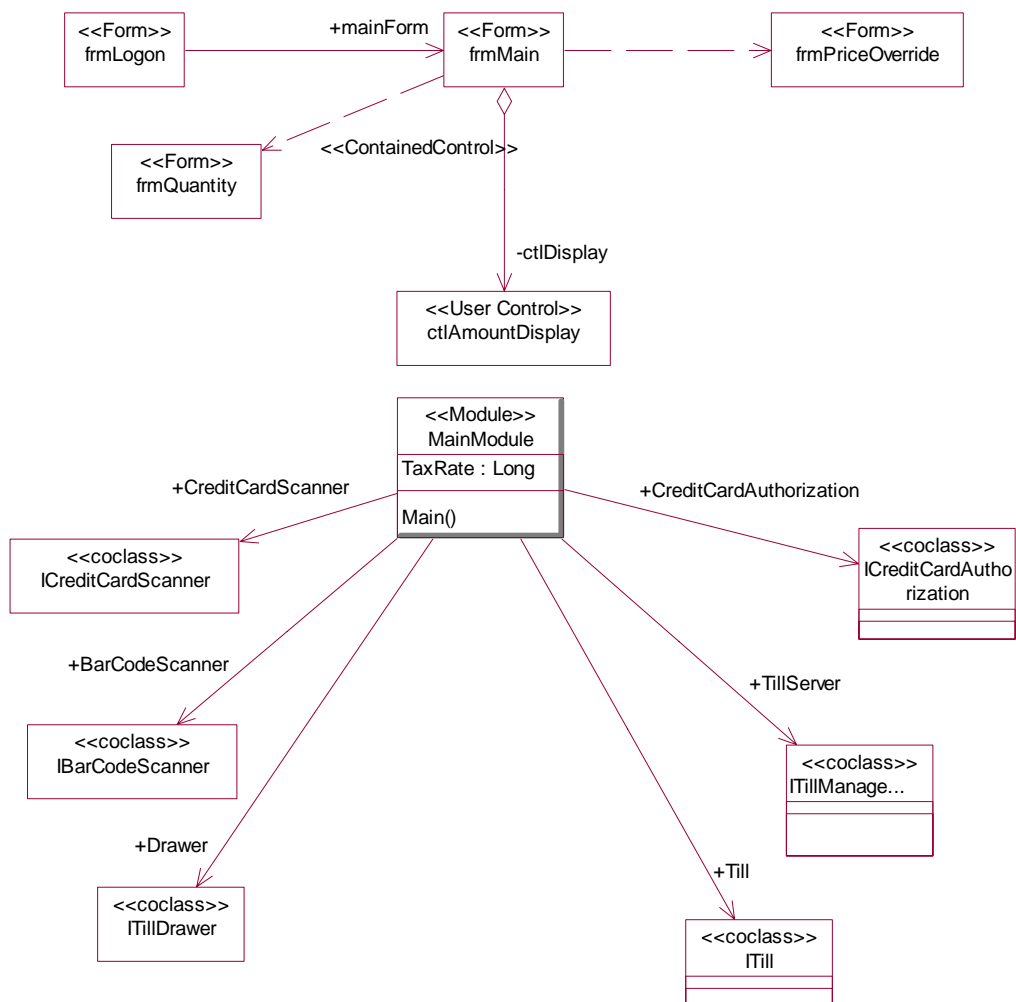 <<Form>>
frmLogon
+mainForm
<<Form>>
frmMain
<<Form>>
frmPriceOverride
<<Form>>
frmQuantity
<<ContainedControl>>
-ctlDisplay
<<User Control>>
ctlAmountDisplay
<<Module>>
MainModule
TaxRate : Long
Main()
+CreditCardScanner
+CreditCardAuthorization
<<coclass>>
ICreditCardScanner
<<coclass>>
ICreditCardAutho
rization
+BarCodeScanner
+TillServer
<<coclass>>
IBarCodeScanner
<<coclass>>
ITillManage...
+Drawer
+Till
<<coclass>>
ITillDrawer
<<coclass>>
ITill